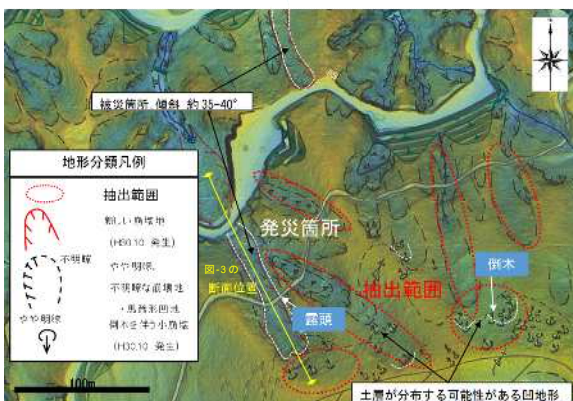 被災箇所 傾斜 約35-40°
地形分類凡例
抽出範囲
新しい崩壊地
(H30.10 発生)
不明瞭
やや明瞭、
不明瞭な崩壊地
・馬蹄形凹地
やや明瞭
倒木を伴う小崩壊
(H30.10 発生)
100m
発災箇所
図-3の
断面位置
倒木
抽出範囲
露頭
土層が分布する可能性がある凹地形